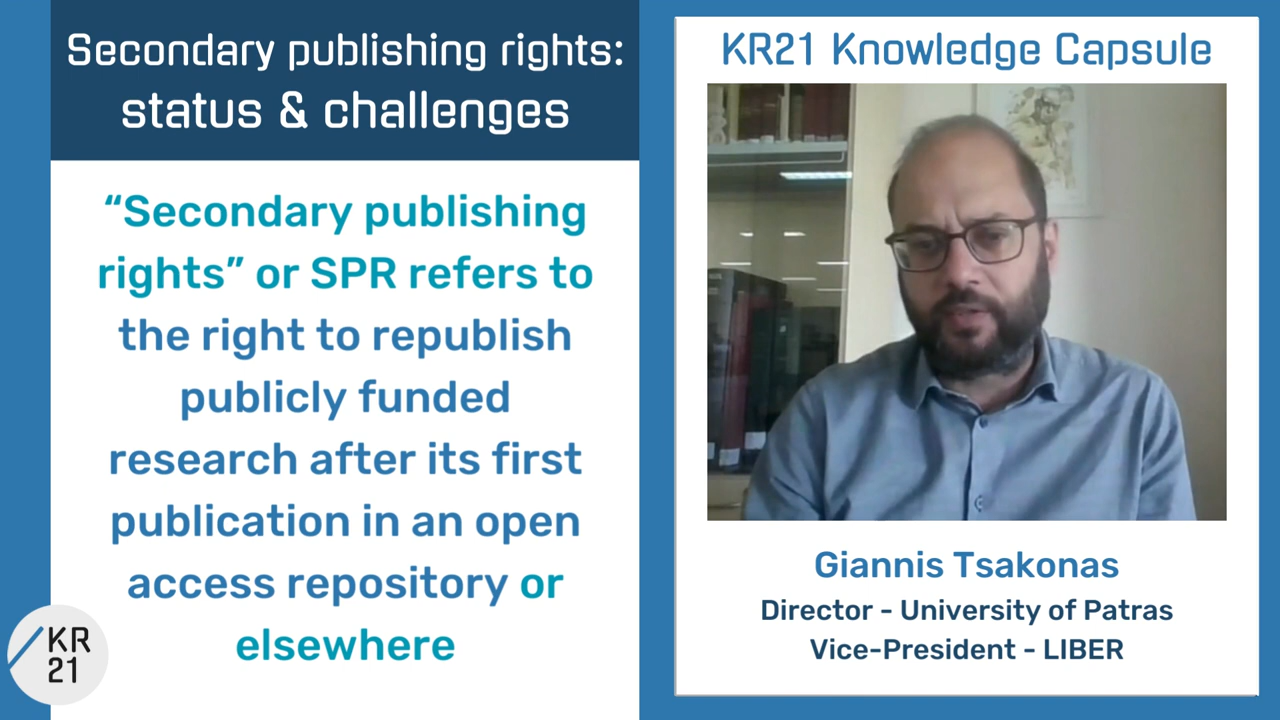 Secondary publishing rights:
status & challenges
“Secondary publishing
rights” or SPR refers to
the right to republish
publicly funded
research after its first
publication in an open
access repository or
elsewhere
KR
21
KR21 Knowledge Capsule
Giannis Tsakonas
Director - University of Patras
Vice-President - LIBER